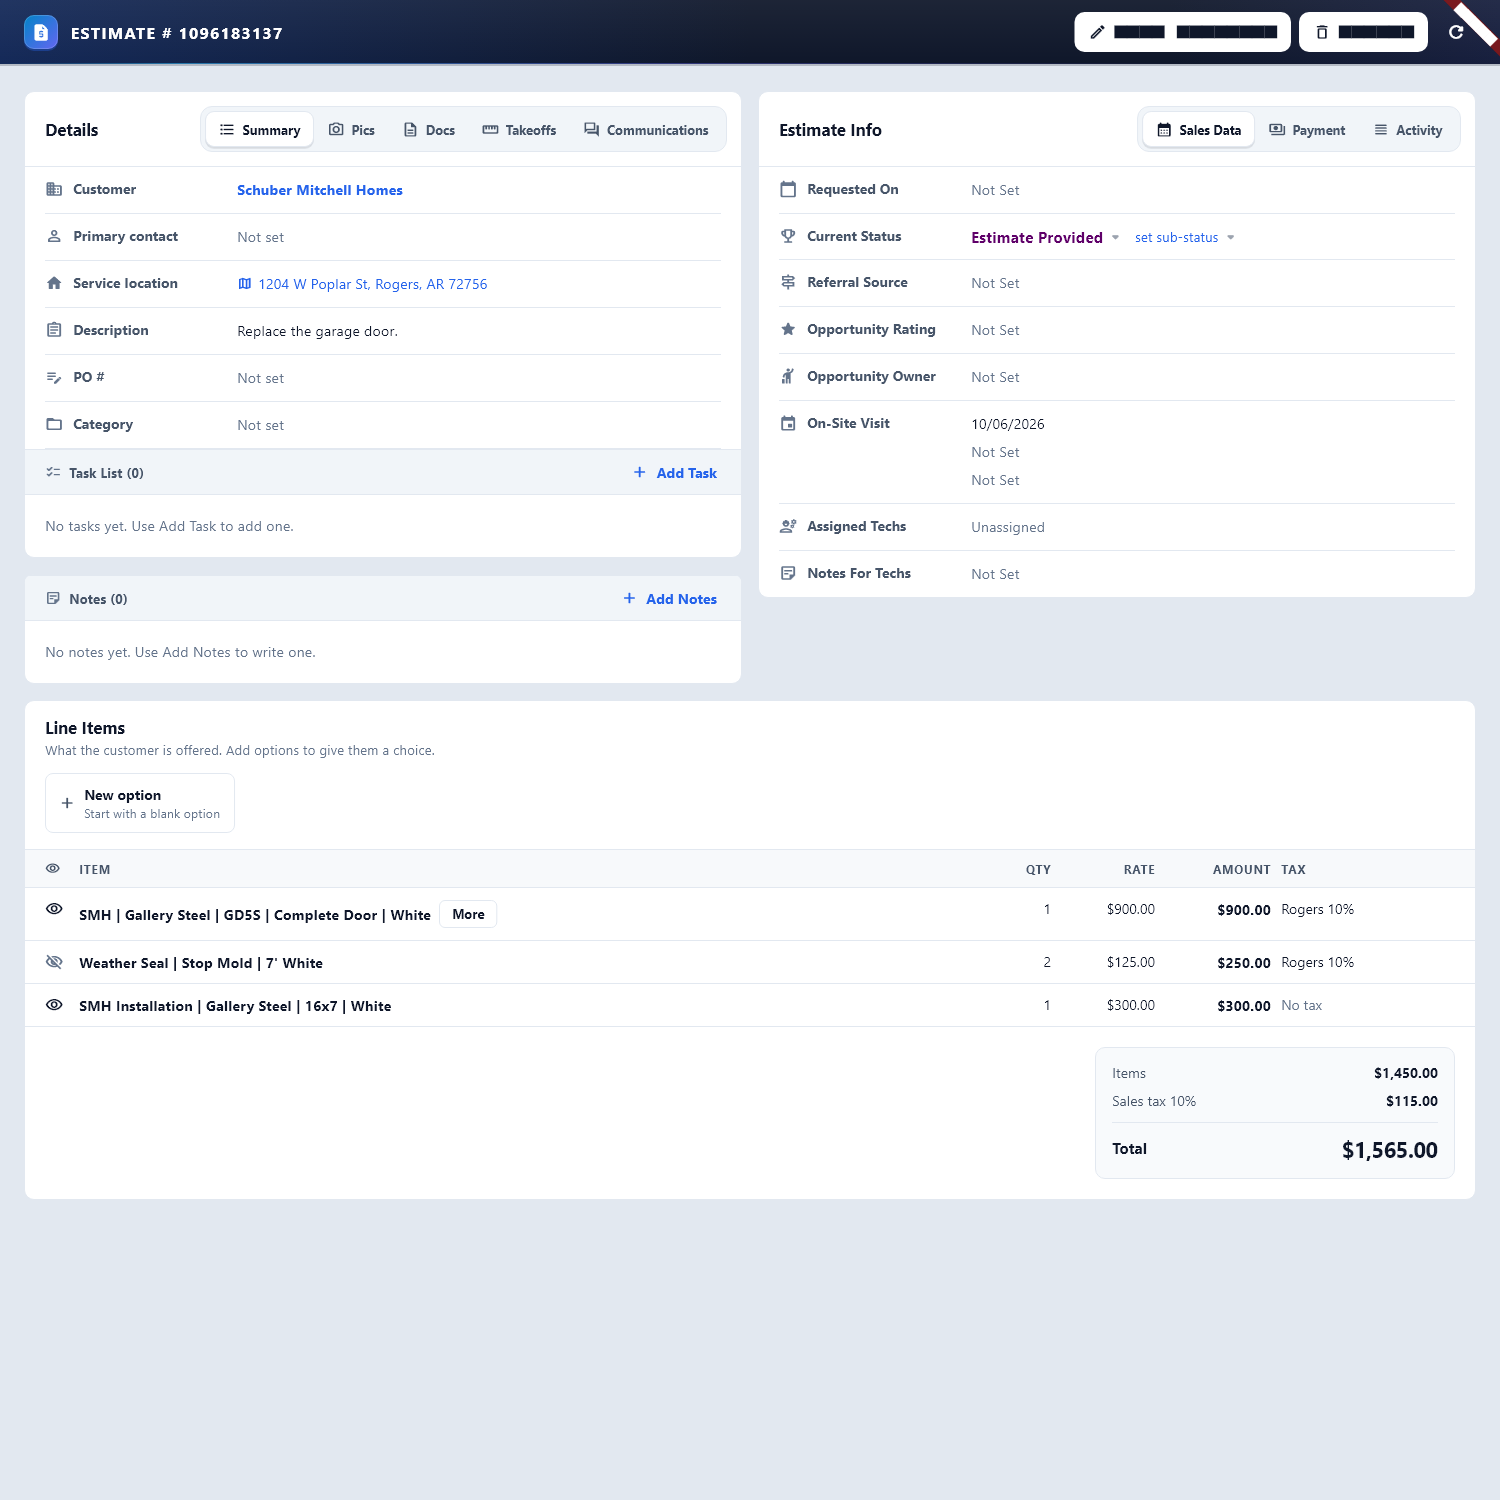 ESTIMATE # 1096183137
Details
Summary
Pics
Docs
Takeoffs
Communications
Customer
Schuber Mitchell Homes
Primary contact
Not set
Service location
1204 W Poplar St, Rogers, AR 72756
Description
Replace the garage door.
PO #
Not set
Category
Not set
Task List (0)
Add Task
No tasks yet. Use Add Task to add one.
Notes (0)
Add Notes
No notes yet. Use Add Notes to write one.
Estimate Info
Sales Data
Payment
Activity
Requested On
Not Set
Current Status
Estimate Provided
set sub-status
Referral Source
Not Set
Opportunity Rating
Not Set
Opportunity Owner
Not Set
On-Site Visit
10/06/2026
Not Set
Not Set
Assigned Techs
Unassigned
Notes For Techs
Not Set
Line Items
What the customer is offered. Add options to give them a choice.
New option
Start with a blank option
ITEM QTY RATE AMOUNT TAX
SMH | Gallery Steel | GD5S | Complete Door | White More 1 $900.00 $900.00 Rogers 10%
Weather Seal | Stop Mold | 7' White 2 $125.00 $250.00 Rogers 10%
SMH Installation | Gallery Steel | 16x7 | White 1 $300.00 $300.00 No tax
Items $1,450.00
Sales tax 10% $115.00
Total $1,565.00